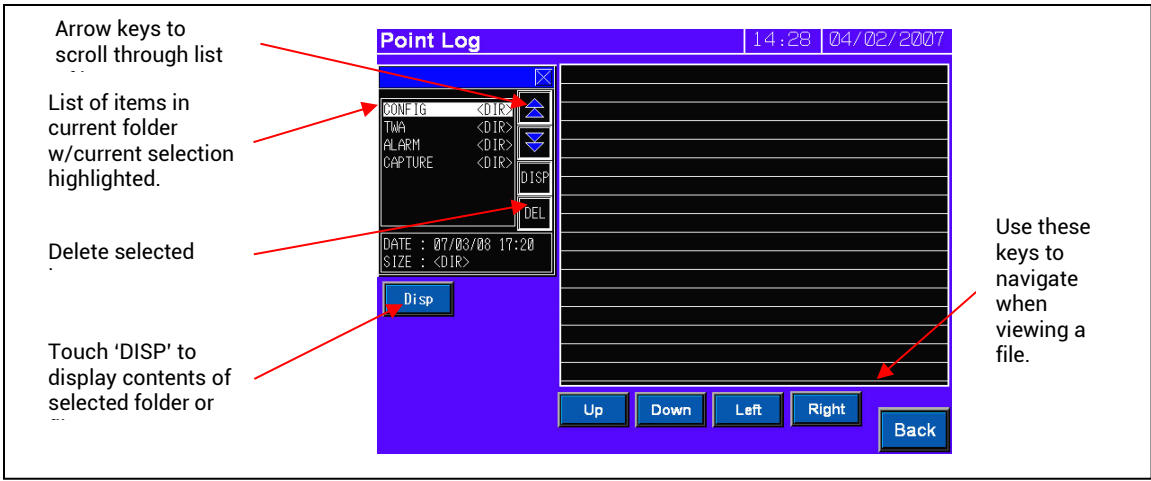 Arrow keys to
scroll through list
List of items in
current folder
w/current selection
highlighted.
Delete selected
Touch ‘DISP’ to
display contents of
selected folder or
Point Log
14:28
04/02/2007
CONFIG <DIR>
TWA <DIR>
ALARM <DIR>
CAPTURE <DIR>
DISP
DEL
DATE : 07/03/08 17:20
SIZE : <DIR>
Disp
Up
Down
Left
Right
Back
Use these
keys to
navigate
when
viewing a
file.